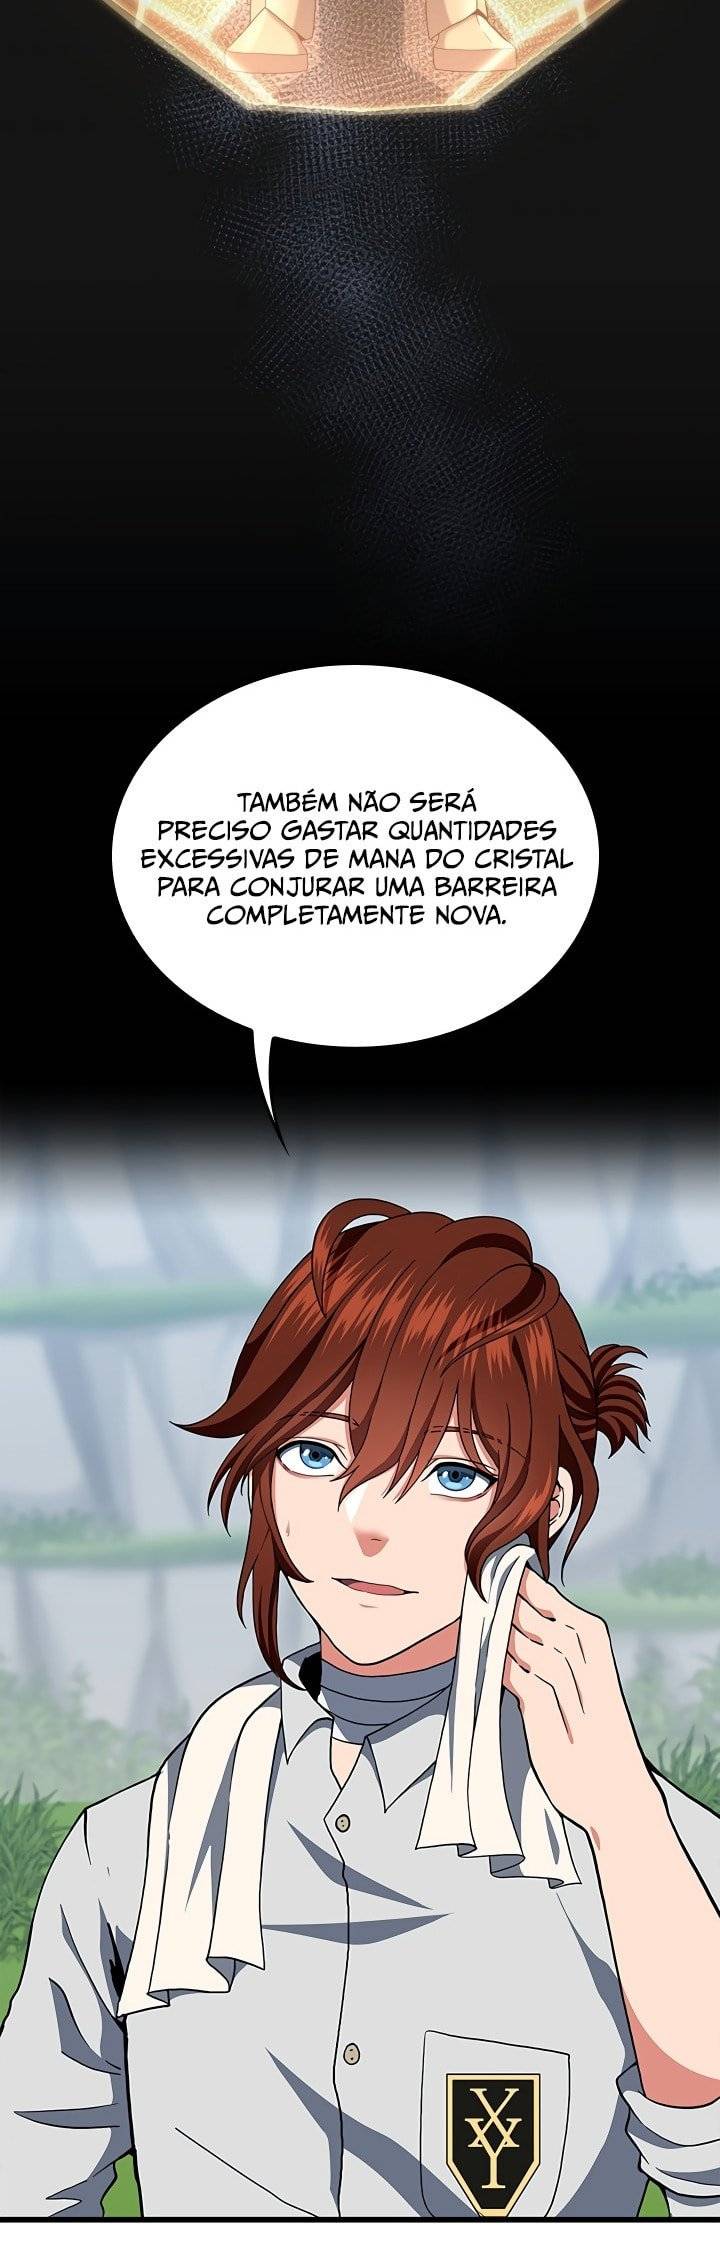 TAMBÉM NÃO SERÁ
PRECISO GASTAR QUANTIDADES
EXCESSIVAS DE MANA DO CRISTAL
PARA CONJURAR UMA BARREIRA
COMPLETAMENTE NOVA.